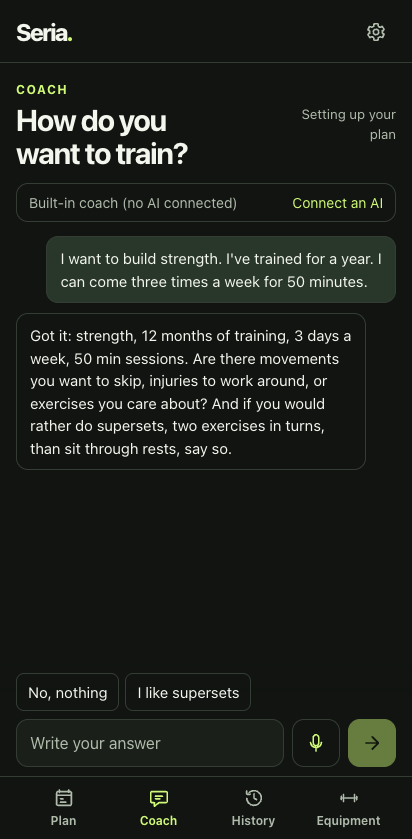 Seria.
COACH
How do you
want to train?
Setting up your
plan
Built-in coach (no AI connected)
Connect an AI
I want to build strength. I've trained for a year. I
can come three times a week for 50 minutes.
Got it: strength, 12 months of training, 3 days a
week, 50 min sessions. Are there movements
you want to skip, injuries to work around, or
exercises you care about? And if you would
rather do supersets, two exercises in turns,
than sit through rests, say so.
No, nothing
I like supersets
Write your answer
Plan
Coach
History
Equipment